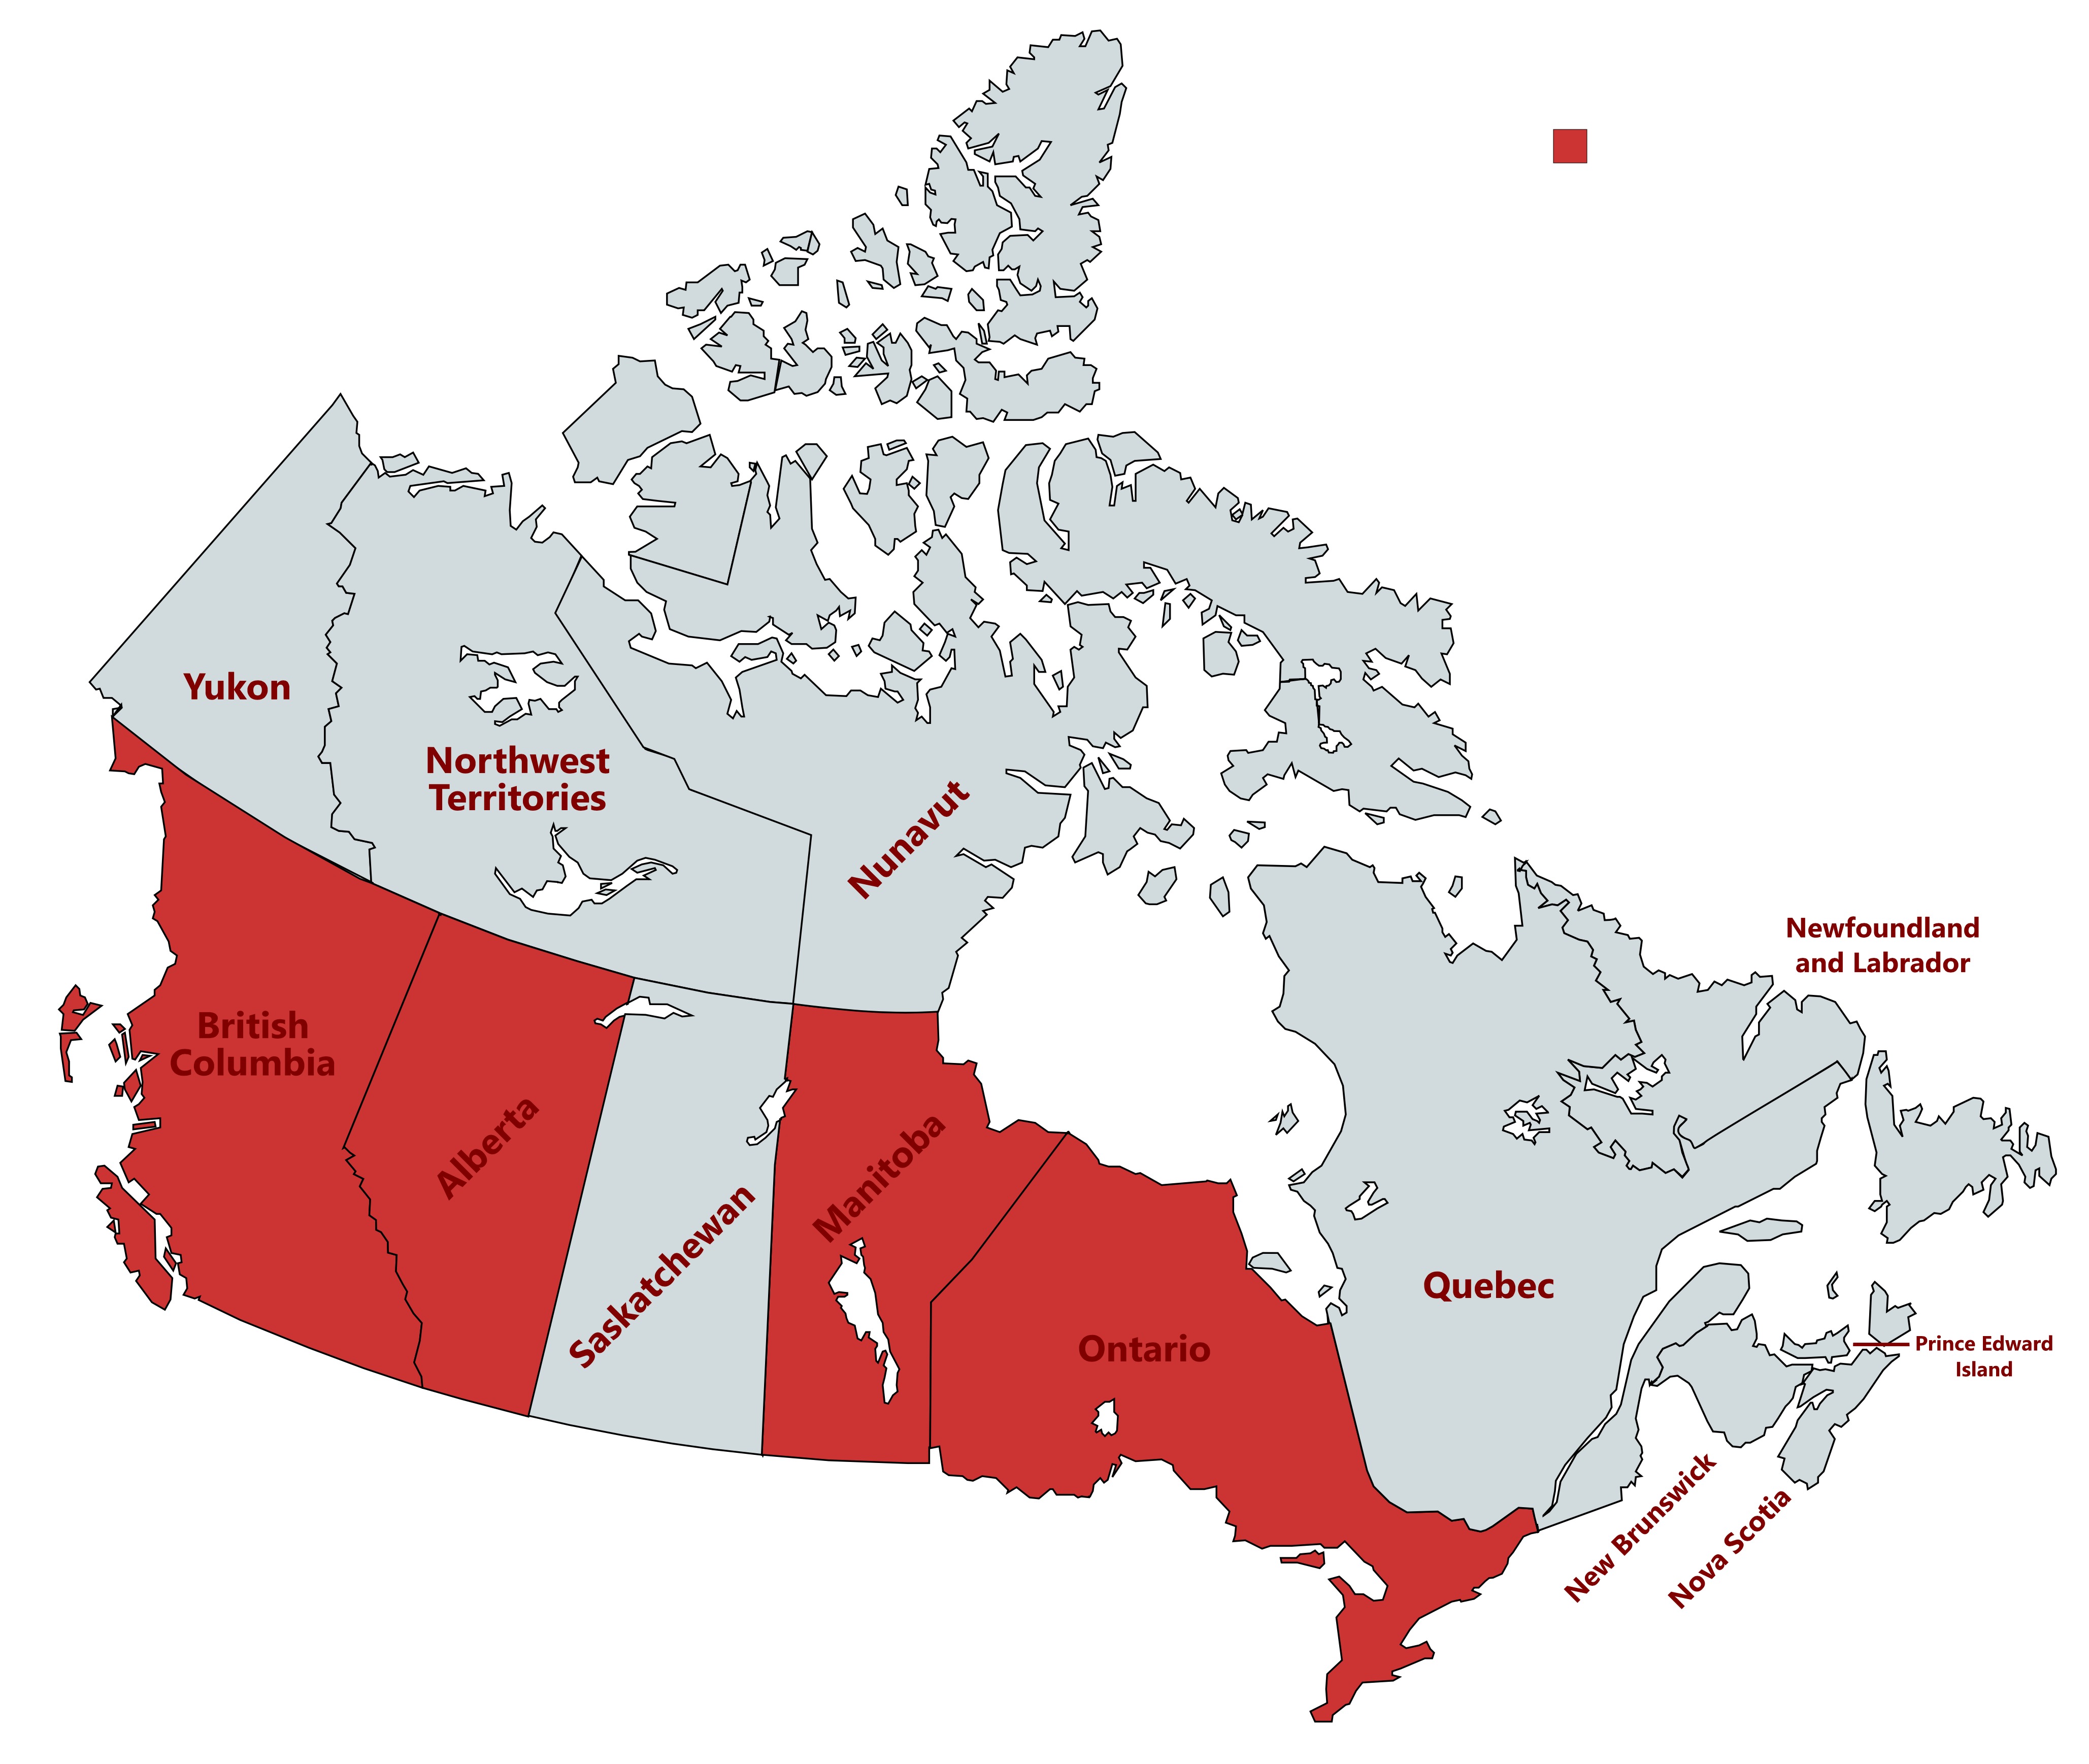 Yukon
Northwest
Territories
Nunavut
Newfoundland
and Labrador
British
Columbia
Alberta
Saskatchewan
Manitoba
Ontario
Quebec
Prince Edward
Island
New Brunswick
Nova Scotia